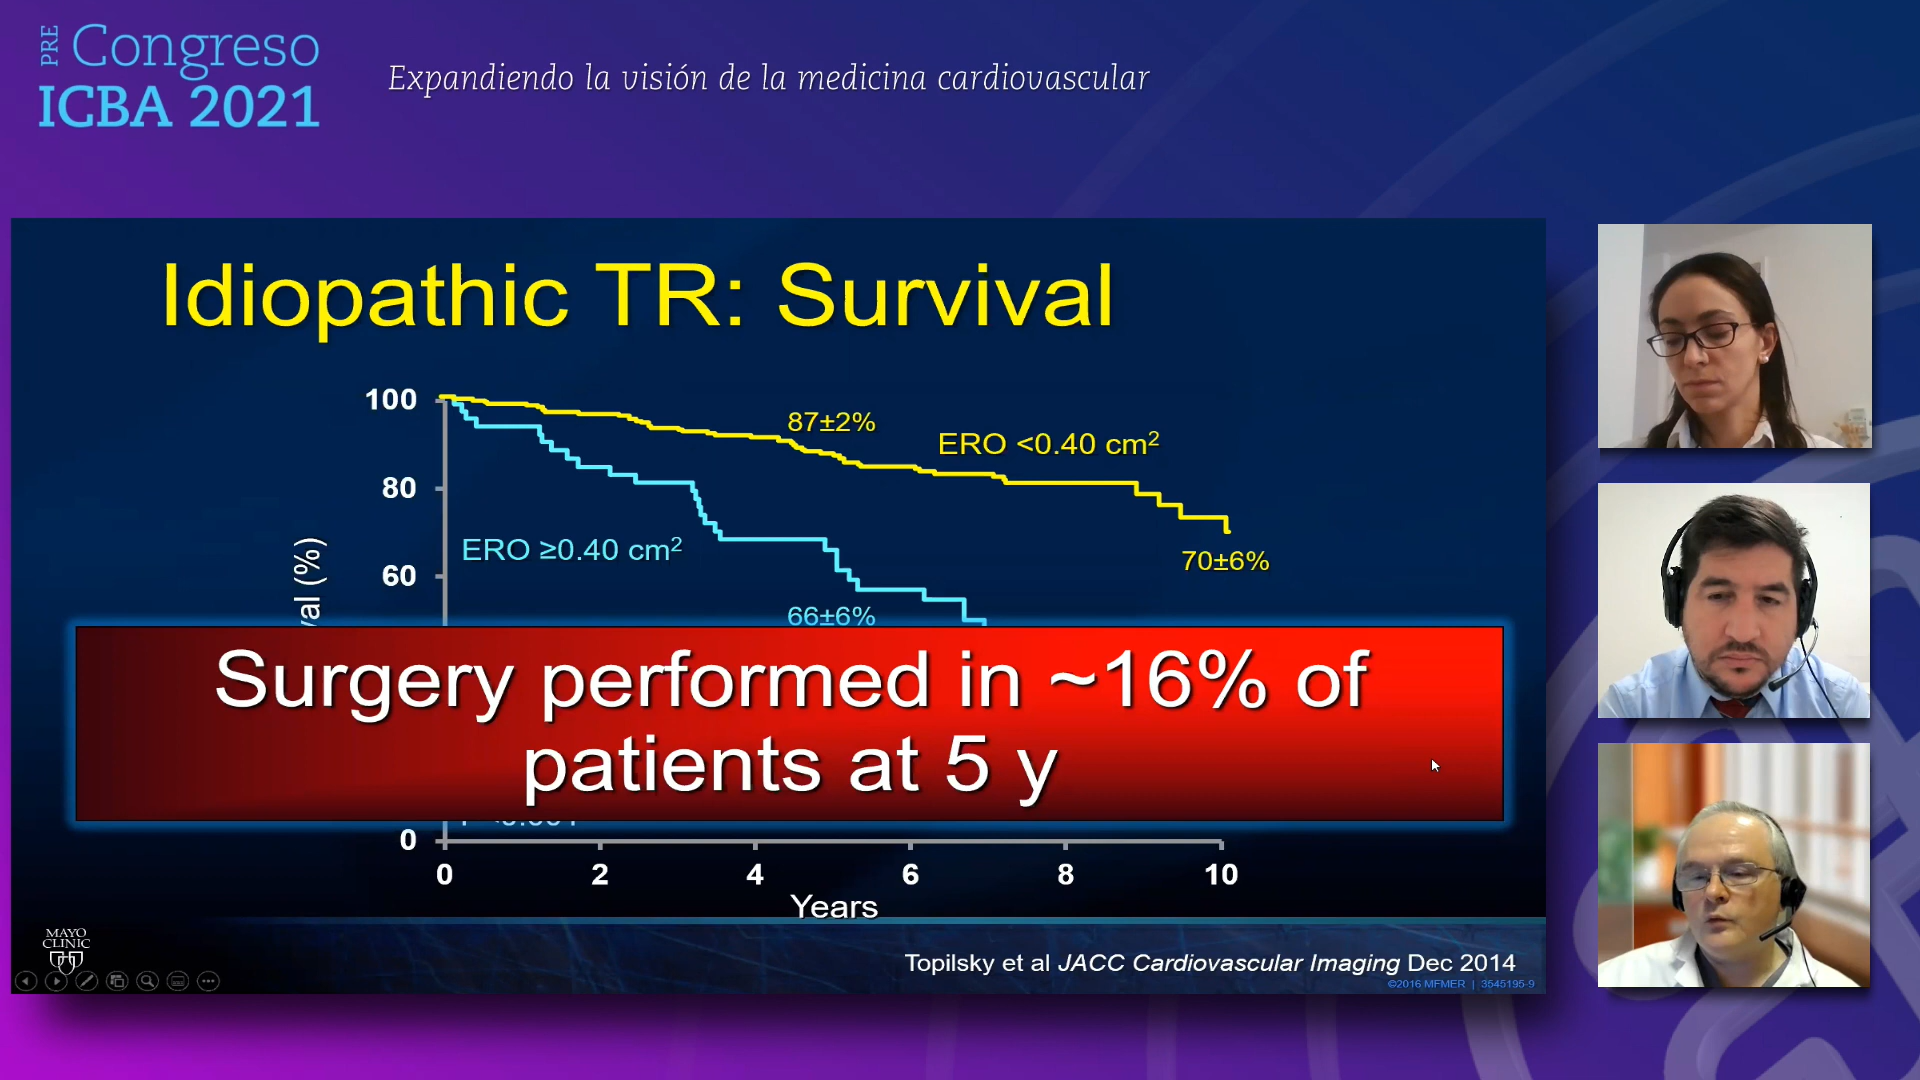 PRE
Congreso
ICBA 2021
Expandiendo la visión de la medicina cardiovascular
Idiopathic TR: Survival
100
80
60
0
val (%)
87±2%
ERO <0.40 cm²
ERO ≥0.40 cm²
70±6%
66±6%
Surgery performed in ~16% of
patients at 5 y
0 2 4 6 8 10
Years
MAYO
CLINIC
Topilsky et al JACC Cardiovascular Imaging Dec 2014
©2016 MFMER | 3545195-9